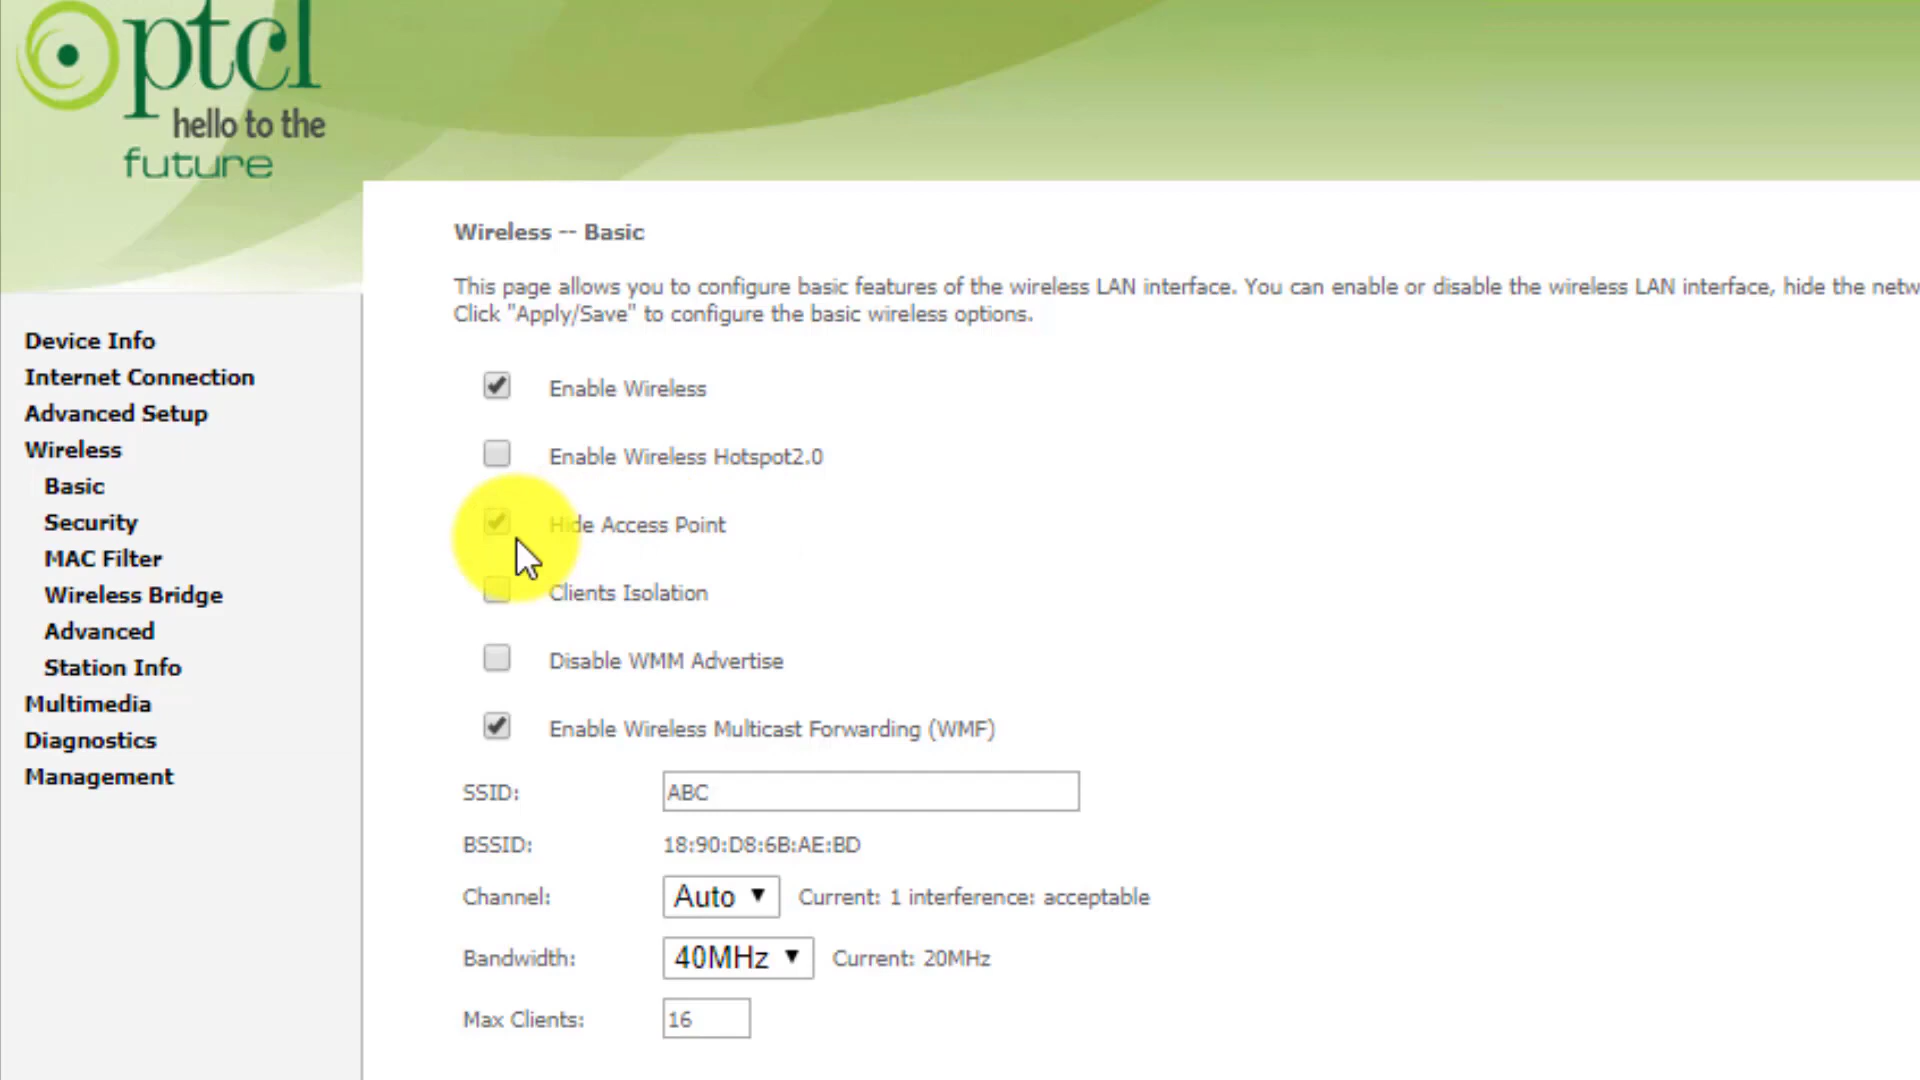 ptcl
hello to the
future
Wireless -- Basic
This page allows you to configure basic features of the wireless LAN interface. You can enable or disable the wireless LAN interface, hide the netw
Click "Apply/Save" to configure the basic wireless options.
Device Info
Internet Connection
Advanced Setup
Wireless
Basic
Security
MAC Filter
Wireless Bridge
Advanced
Station Info
Multimedia
Diagnostics
Management
Enable Wireless
Enable Wireless Hotspot2.0
Hide Access Point
Clients Isolation
Disable WMM Advertise
Enable Wireless Multicast Forwarding (WMF)
SSID: ABC
BSSID: 18:90:D8:6B:AE:BD
Channel: Auto Current: 1 interference: acceptable
Bandwidth: 40MHz Current: 20MHz
Max Clients: 16